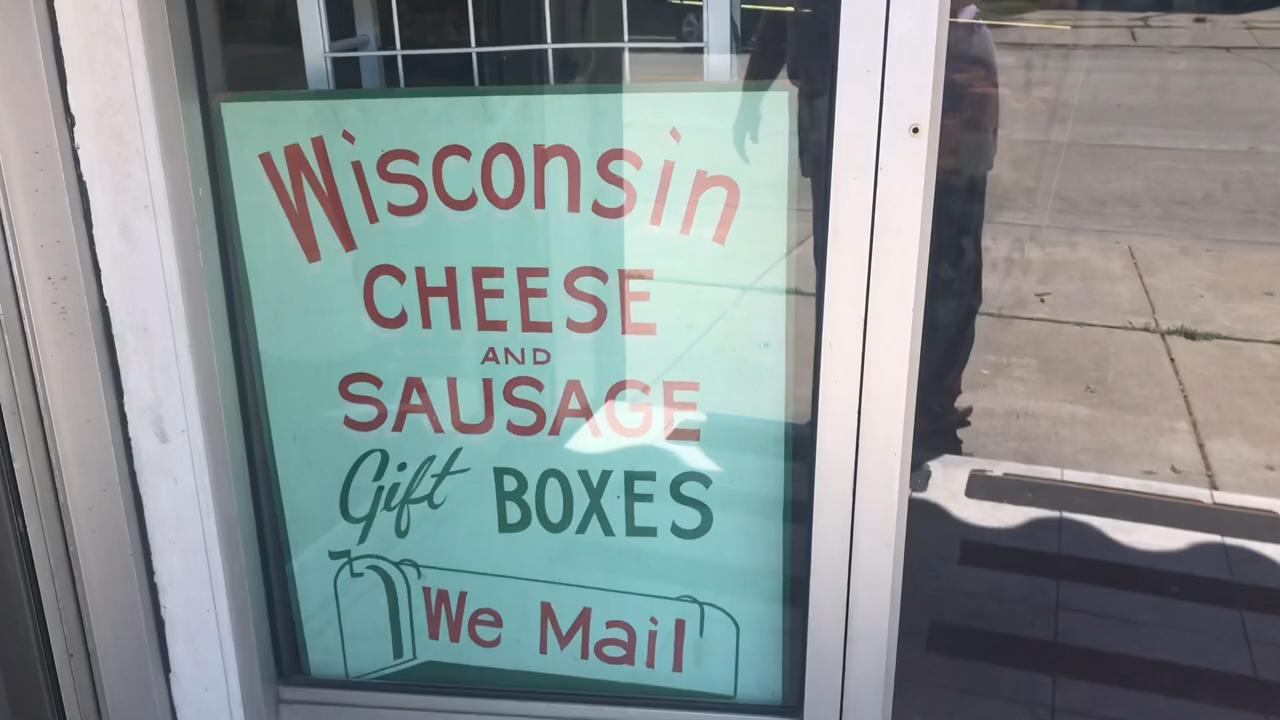 Wisconsin
CHEESE
AND
SAUSAGE
Gift BOXES
We Mail